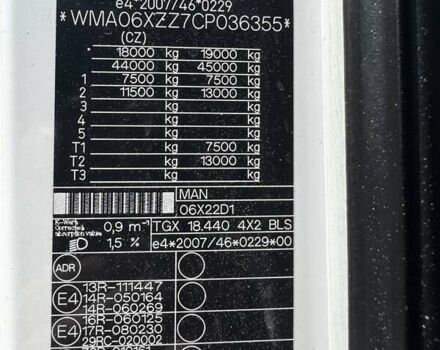 e4*2007/46*0229
*WMA06XZZ7CP036355*
(CZ)
18000 kg 19000 kg
44000 kg 45000 kg
1 7500 kg 7500 kg
2 11500 kg 13000 kg
3 kg kg
4 kg kg
5 kg kg
T1 kg 7500 kg
T2 kg 13000 kg
T3 kg kg
MAN
06X22D1
K-Wert
Corrected
absorption value
0,9 m⁻¹
1,5 %
TGX 18.440 4X2 BLS
e4*2007/46*0229*00
ADR
E4
13R-111447
14R-050164
14R-060269
E4
16R-060125
17R-080230
29RC-020002